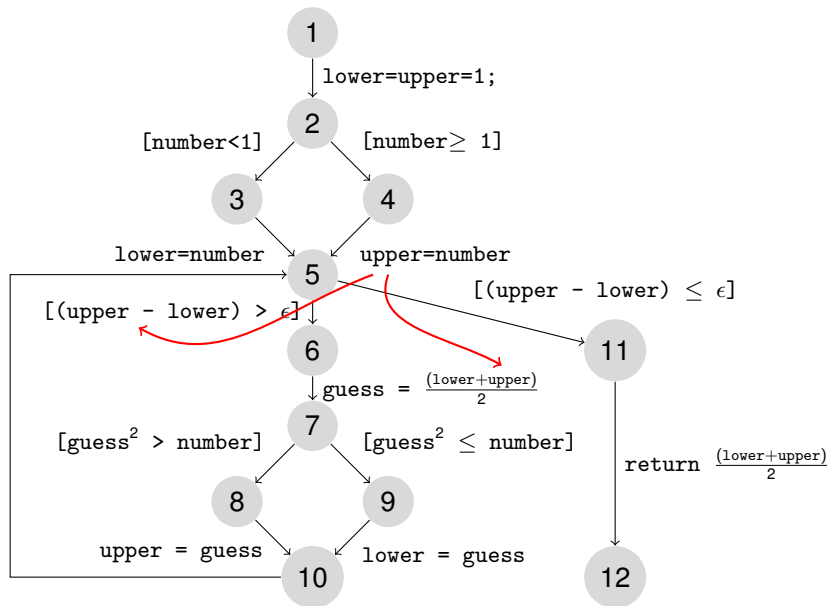 1
lower=upper=1;
2
[number<1] [number≥ 1]
3 4
lower=number 5 upper=number
[(upper - lower) > ϵ] [(upper - lower) ≤ ϵ]
6 11
guess = (lower+upper)/2
7
[guess² > number] [guess² ≤ number]
return (lower+upper)/2
8 9
upper = guess lower = guess
10 12